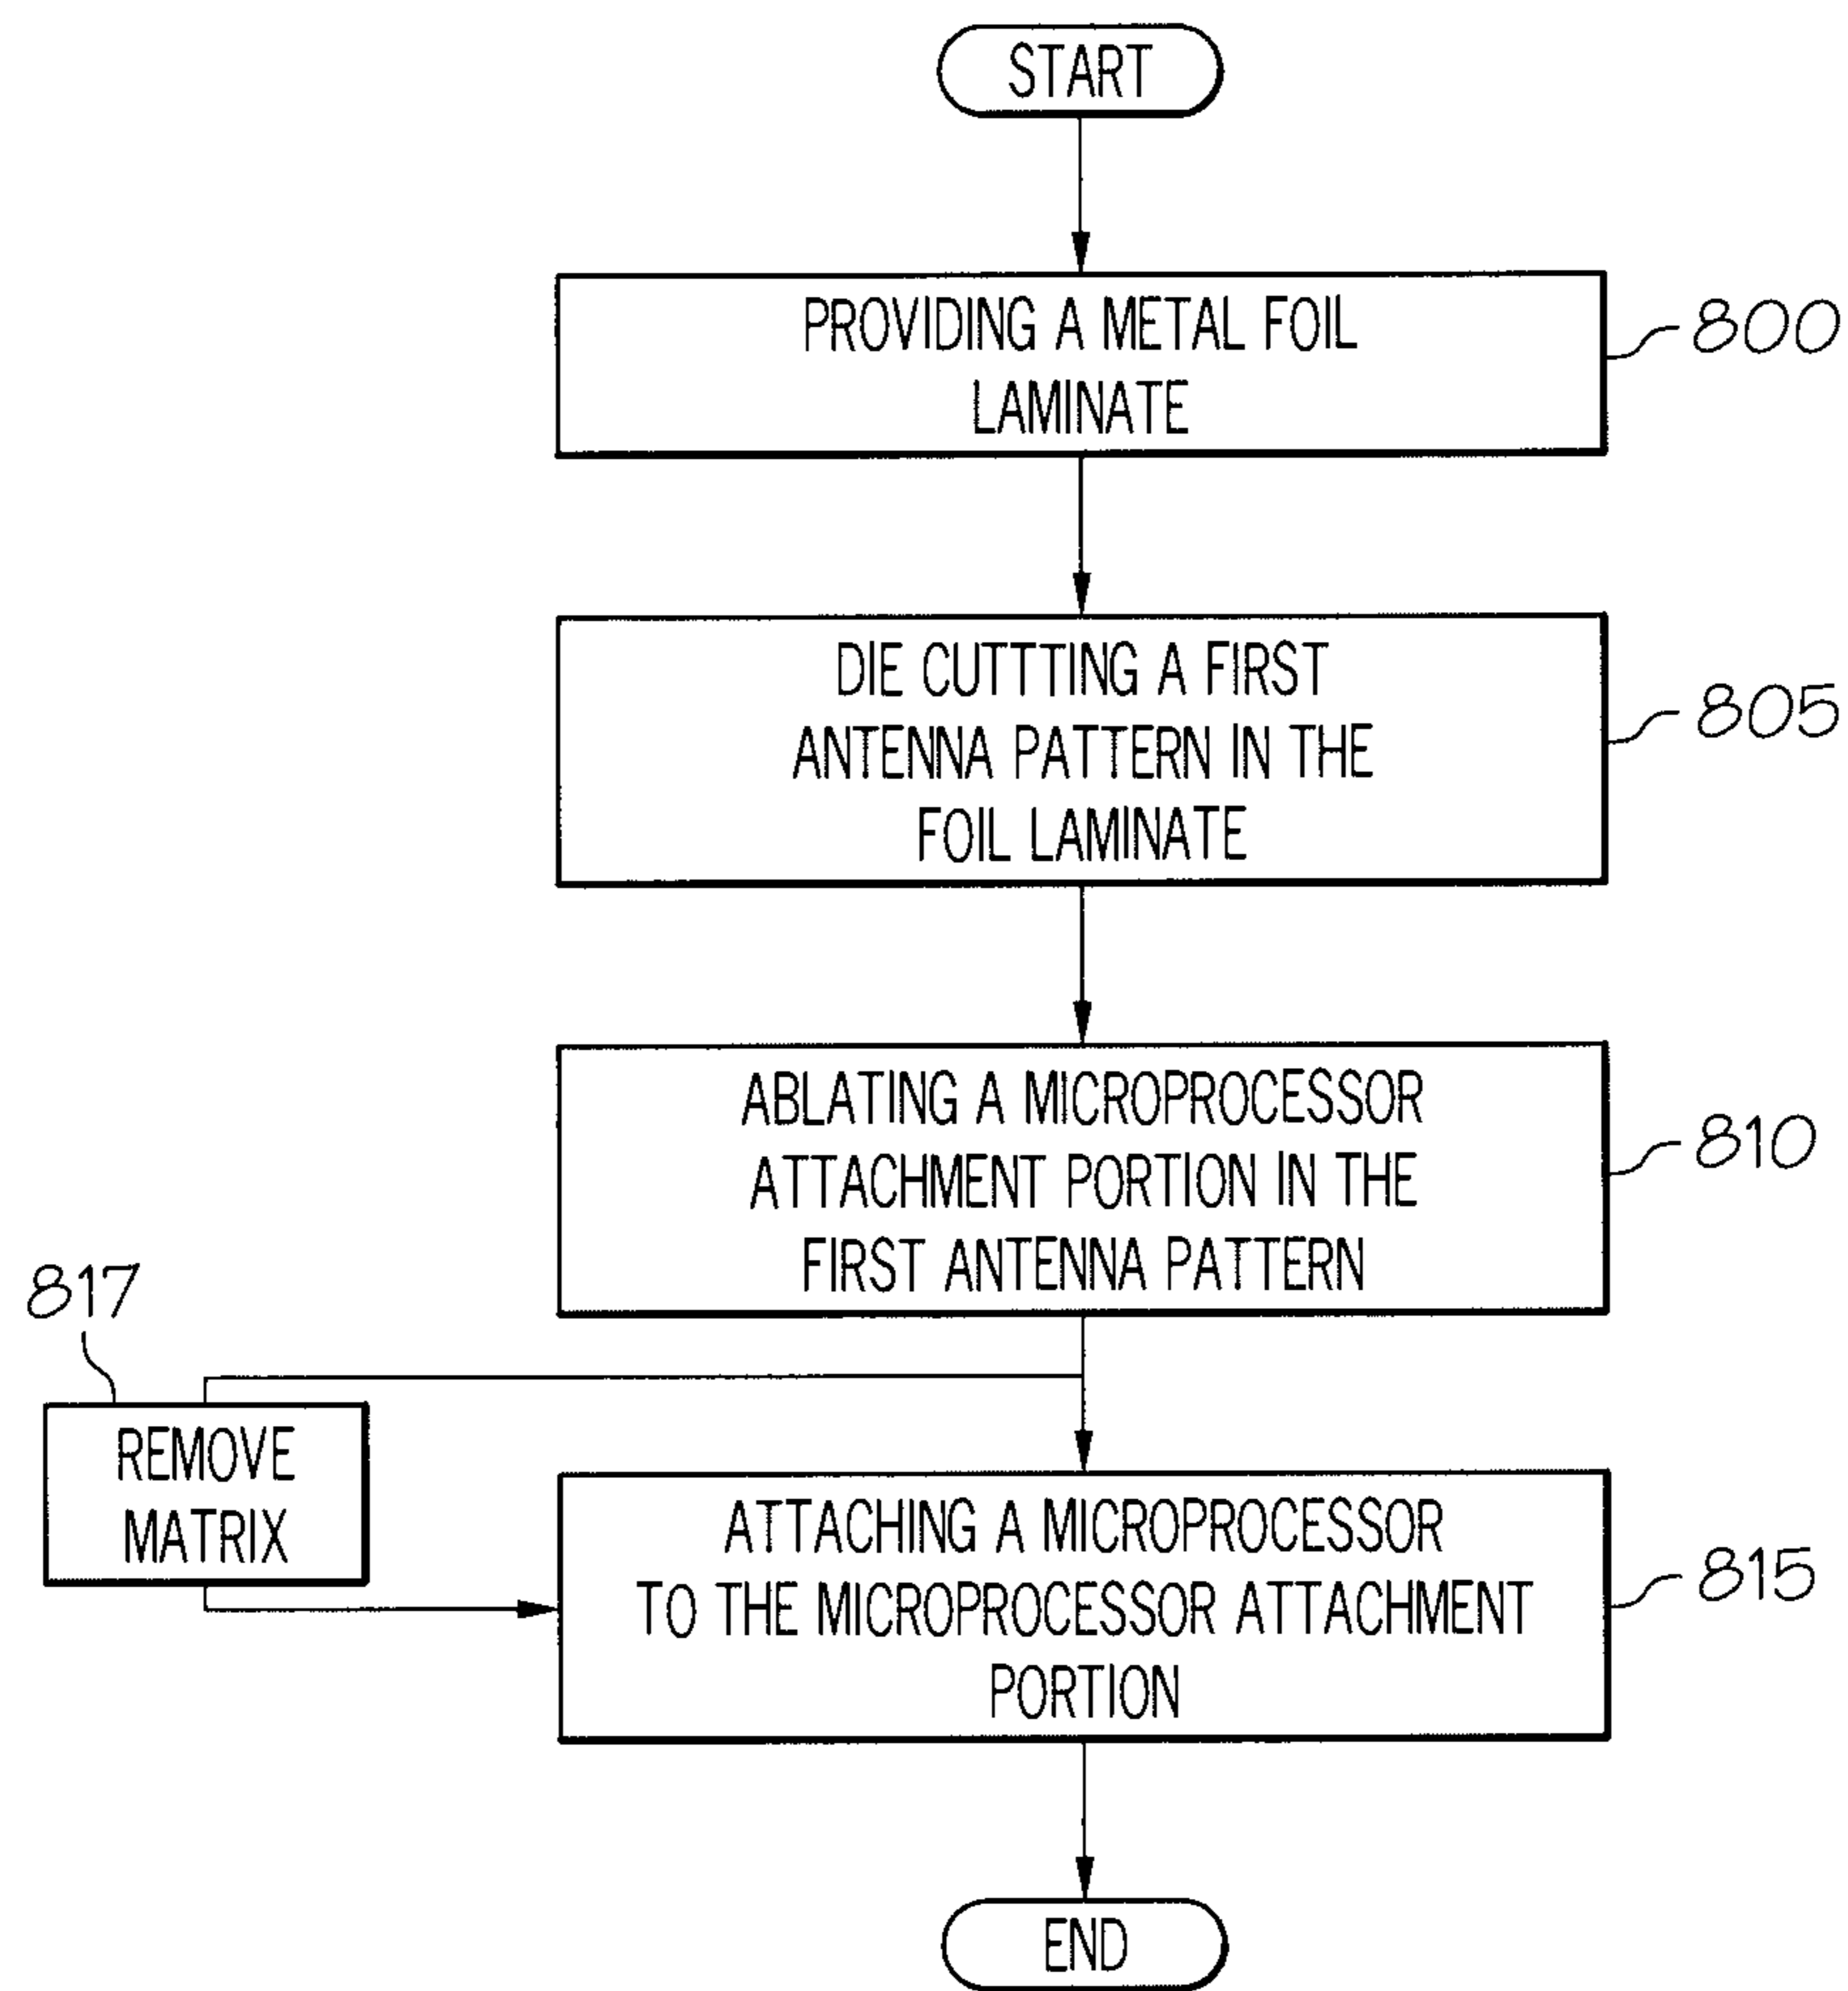 START
PROVIDING A METAL FOIL
LAMINATE
800
DIE CUTTTING A FIRST
ANTENNA PATTERN IN THE
FOIL LAMINATE
805
ABLATING A MICROPROCESSOR
ATTACHMENT PORTION IN THE
FIRST ANTENNA PATTERN
810
817
REMOVE
MATRIX
ATTACHING A MICROPROCESSOR
TO THE MICROPROCESSOR ATTACHMENT
PORTION
815
END